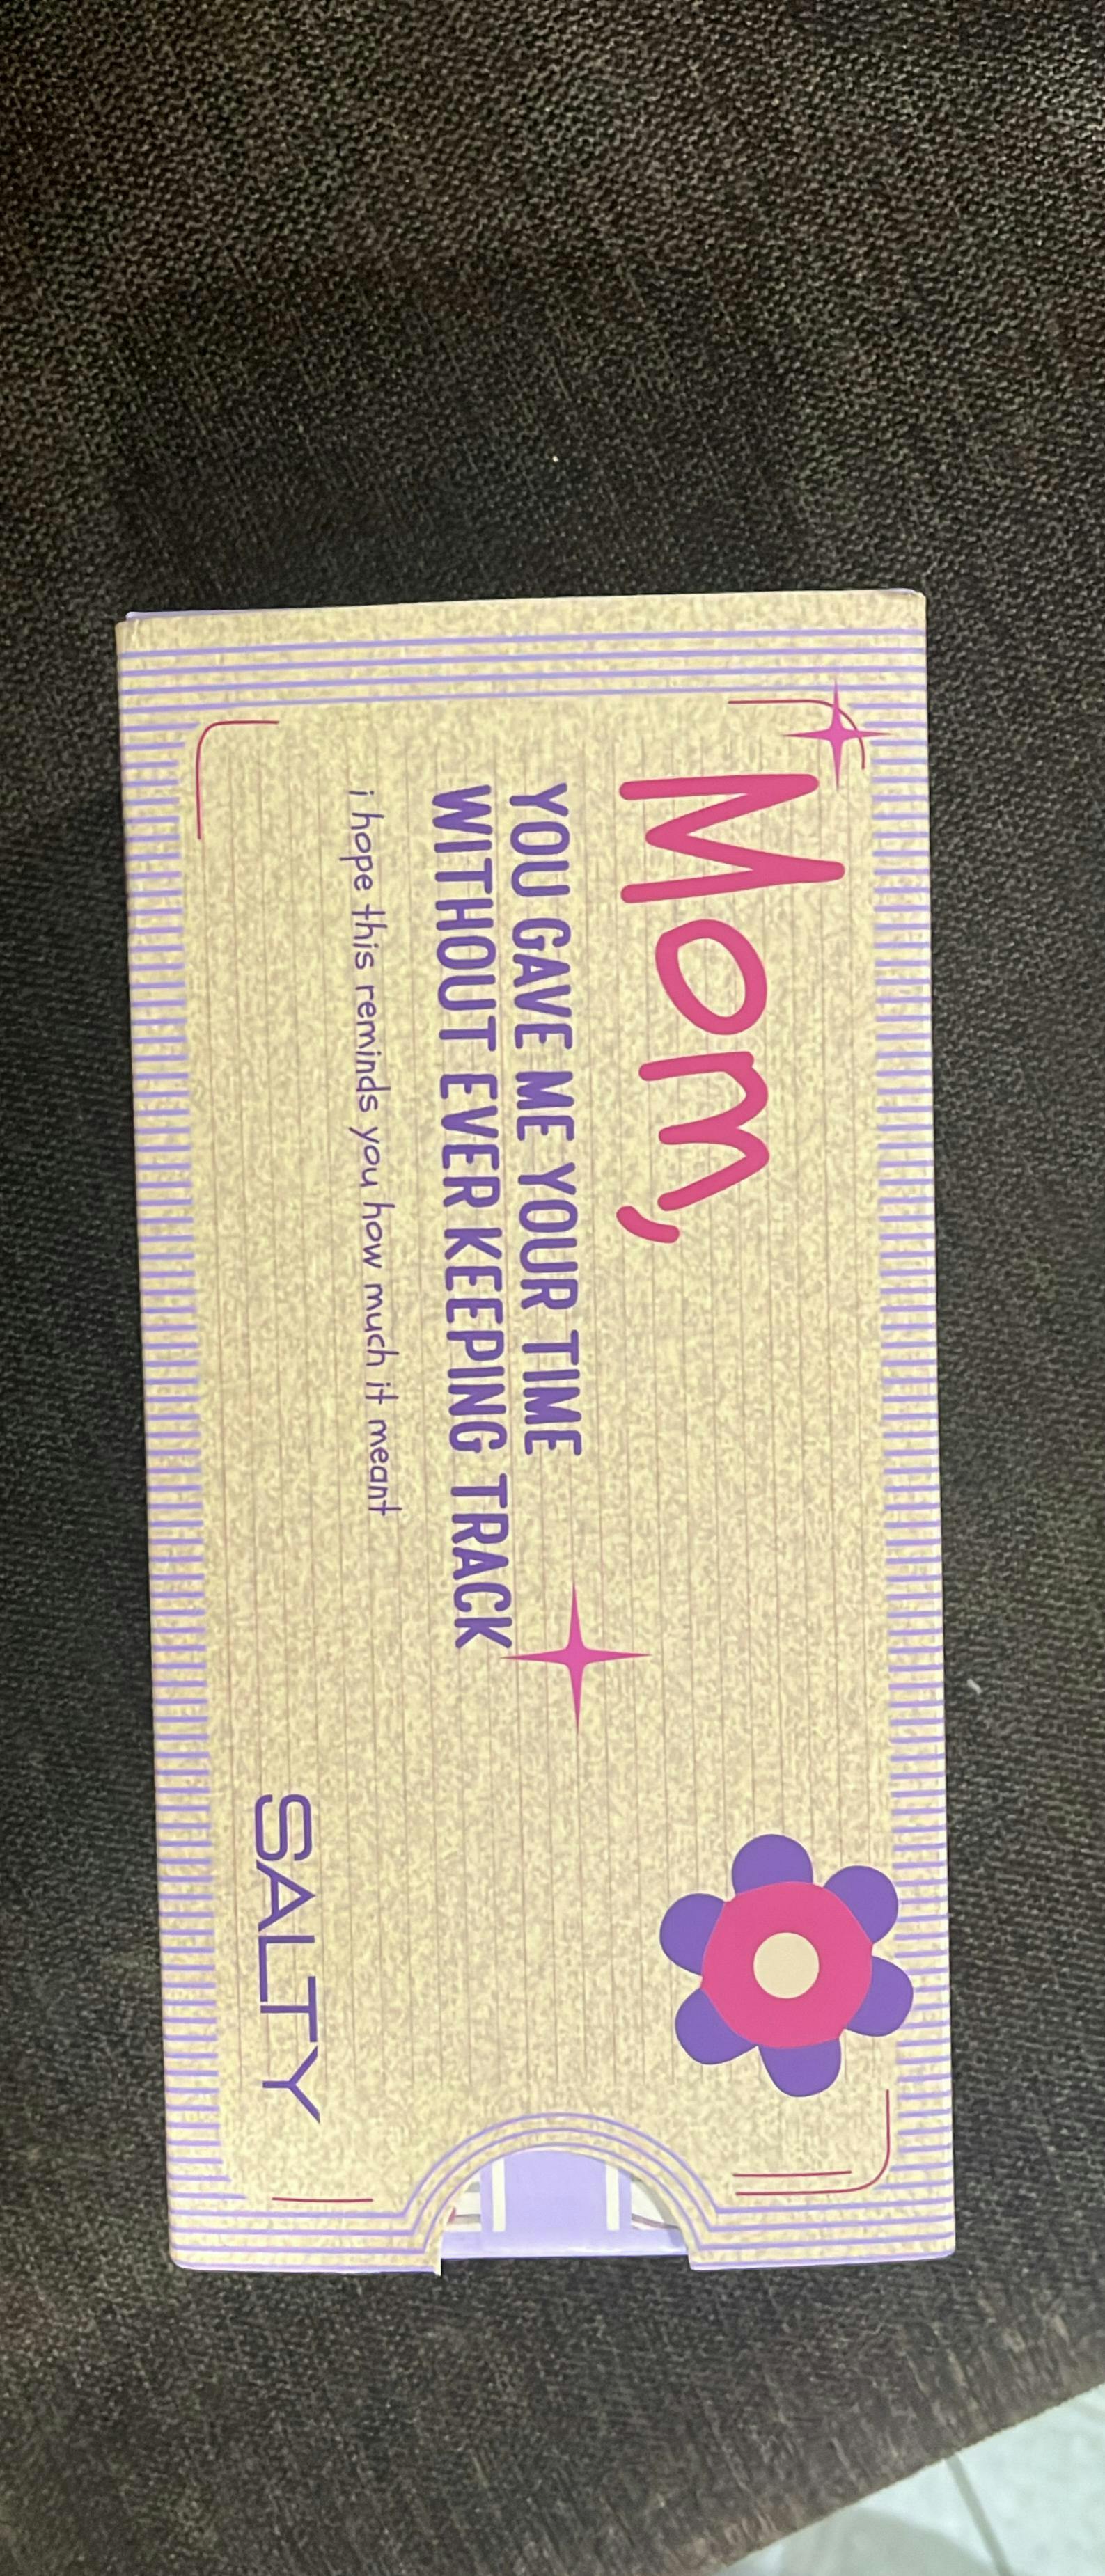 Mom,
YOU GAVE ME YOUR TIME
WITHOUT EVER KEEPING TRACK
i hope this reminds you how much it meant
SALTY